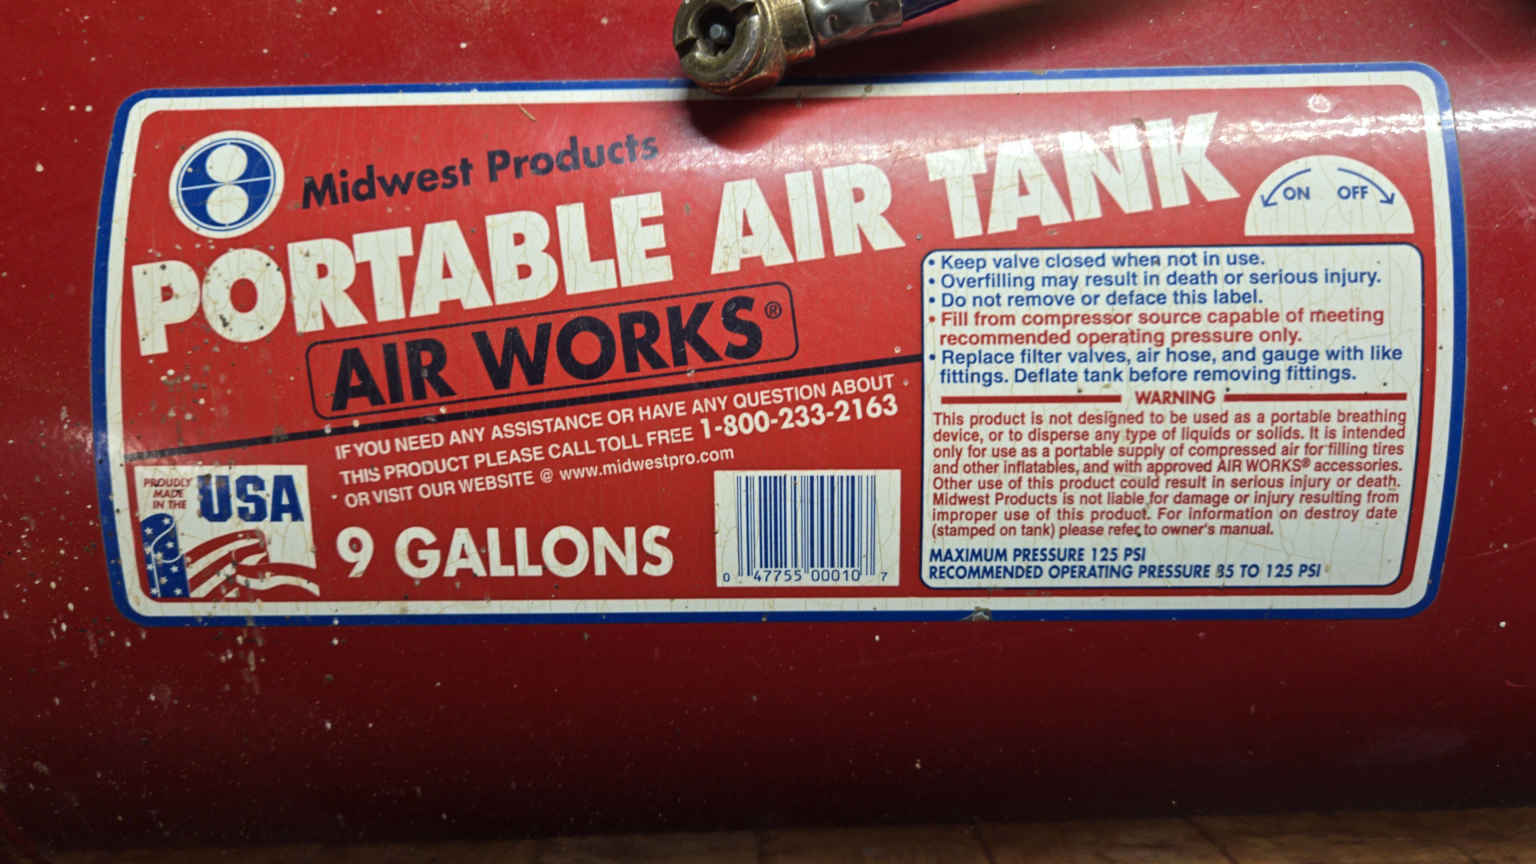 Midwest Products
PORTABLE AIR TANK
AIR WORKS®
IF YOU NEED ANY ASSISTANCE OR HAVE ANY QUESTION ABOUT
THIS PRODUCT PLEASE CALL TOLL FREE 1-800-233-2163
OR VISIT OUR WEBSITE @ www.midwestpro.com
PROUDLY
MADE
IN THE
USA
9 GALLONS
0 47755 00010 7
ON OFF
• Keep valve closed when not in use.
• Overfilling may result in death or serious injury.
• Do not remove or deface this label.
• Fill from compressor source capable of meeting
recommended operating pressure only.
• Replace filter valves, air hose, and gauge with like
fittings. Deflate tank before removing fittings.
WARNING
This product is not designed to be used as a portable breathing
device, or to disperse any type of liquids or solids. It is intended
only for use as a portable supply of compressed air for filling tires
and other inflatables, and with approved AIR WORKS® accessories.
Other use of this product could result in serious injury or death.
Midwest Products is not liable for damage or injury resulting from
improper use of this product. For information on destroy date
(stamped on tank) please refer to owner's manual.
MAXIMUM PRESSURE 125 PSI
RECOMMENDED OPERATING PRESSURE 85 TO 125 PSI